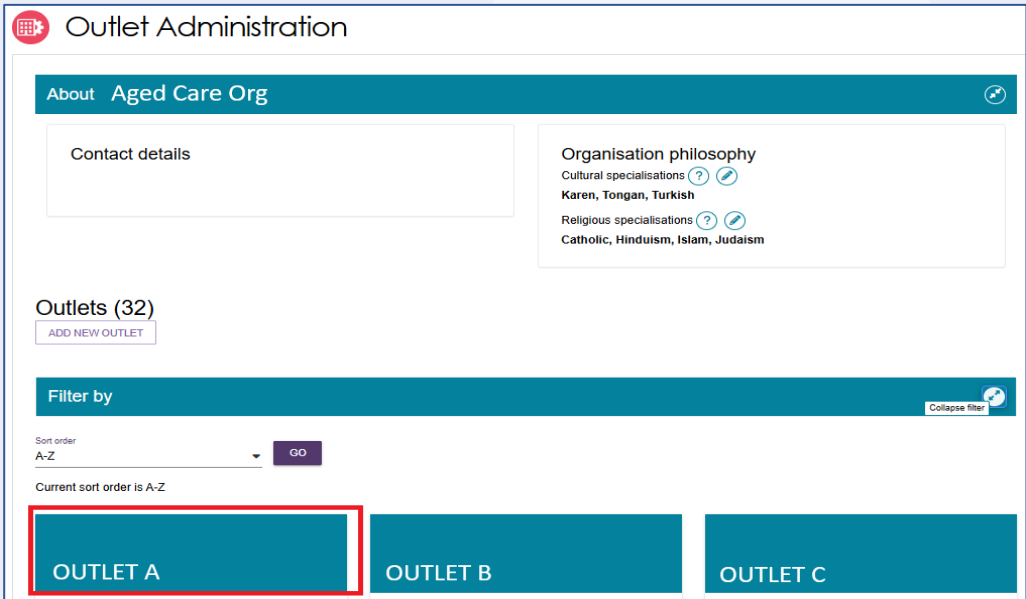 Outlet Administration
About Aged Care Org
Contact details
Organisation philosophy
Cultural specialisations ?
Karen, Tongan, Turkish
Religious specialisations ?
Catholic, Hinduism, Islam, Judaism
Outlets (32)
ADD NEW OUTLET
Filter by
Collapse filter
Sort order
A-Z
GO
Current sort order is A-Z
OUTLET A
OUTLET B
OUTLET C